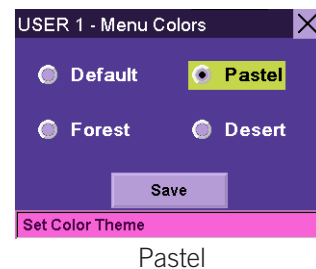 USER 1 - Menu Colors
Default Pastel
Forest Desert
Save
Set Color Theme
Pastel